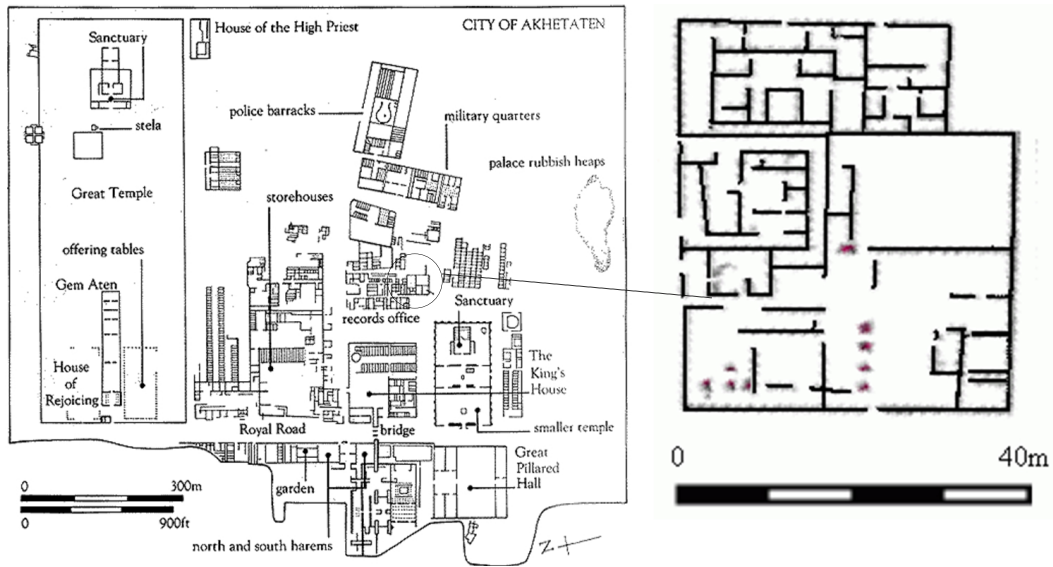 CITY OF AKHETATEN
House of the High Priest
Sanctuary
police barracks
military quarters
stela
palace rubbish heaps
Great Temple
storehouses
offering tables
Gem Aten
Sanctuary
records office
The
King's
House
House
of
Rejoicing
Royal Road
bridge
smaller temple
Great
Pillared
Hall
garden
north and south harems
0 300m
0 900ft
N
0 40m